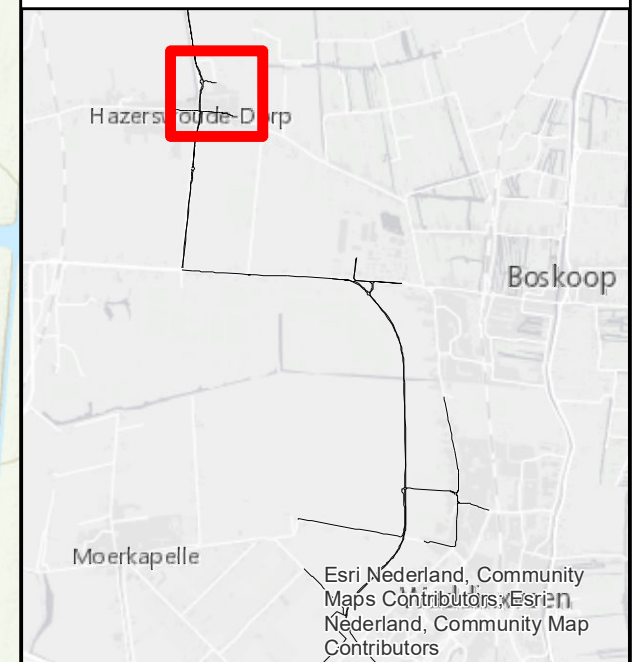 Hazerswoude-Dorp
Boskoop
Moerkapelle
Esri Nederland, Community
Maps Contributors, Esri
Nederland, Community Map
Contributors